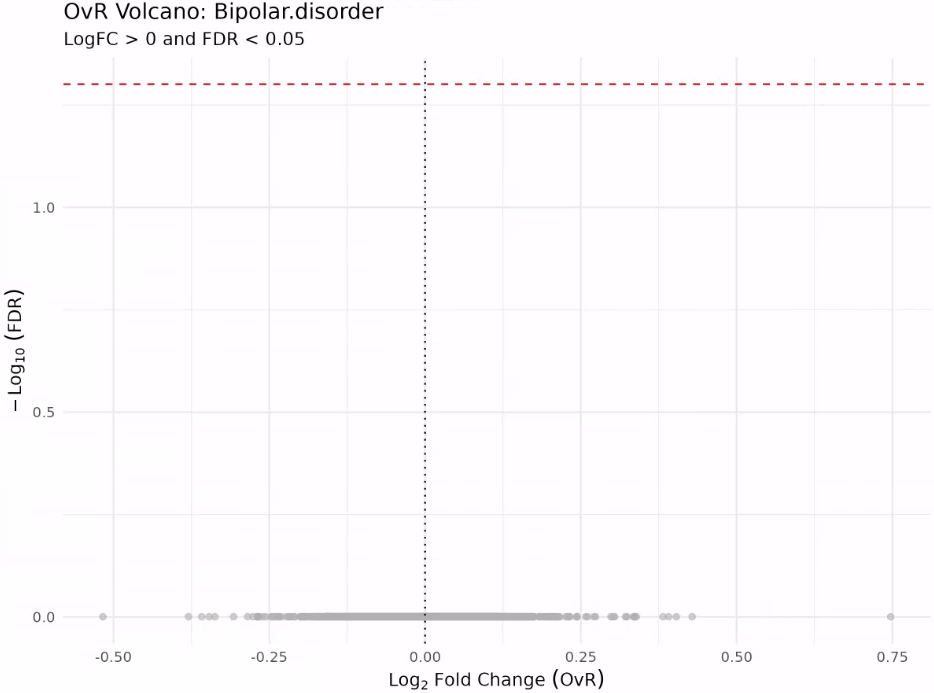 OvR Volcano: Bipolar.disorder
LogFC > 0 and FDR < 0.05
− Log₁₀ (FDR)
1.0
0.5
0.0
-0.50 -0.25 0.00 0.25 0.50 0.75
Log₂ Fold Change (OvR)